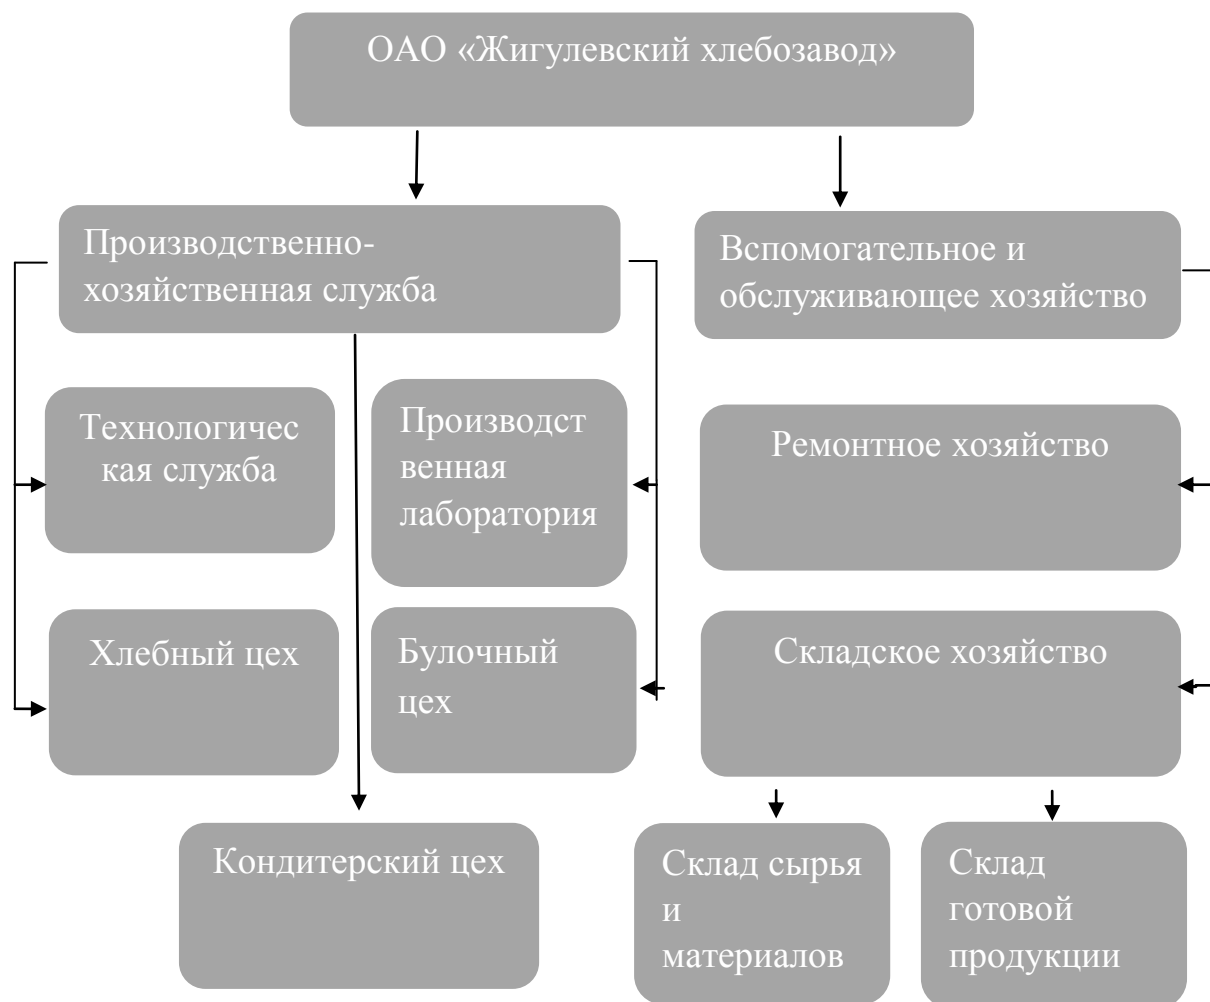 ОАО «Жигулевский хлебозавод»
Производственно-
хозяйственная служба
Вспомогательное и
обслуживающее хозяйство
Технологичес
кая служба
Производст
венная
лаборатория
Ремонтное хозяйство
Хлебный цех
Булочный
цех
Складское хозяйство
Кондитерский цех
Склад сырья
и
материалов
Склад
готовой
продукции